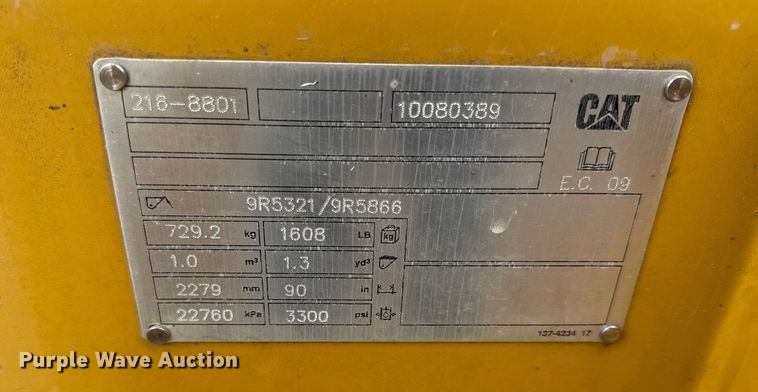 216-8801 10080389 CAT
E.C. 09
9R5321/9R5866
729.2 kg 1608 LB kg
1.0 m³ 1.3 yd³
2279 mm 90 in
22760 kPa 3300 psi
137-4234 17
Purple Wave Auction